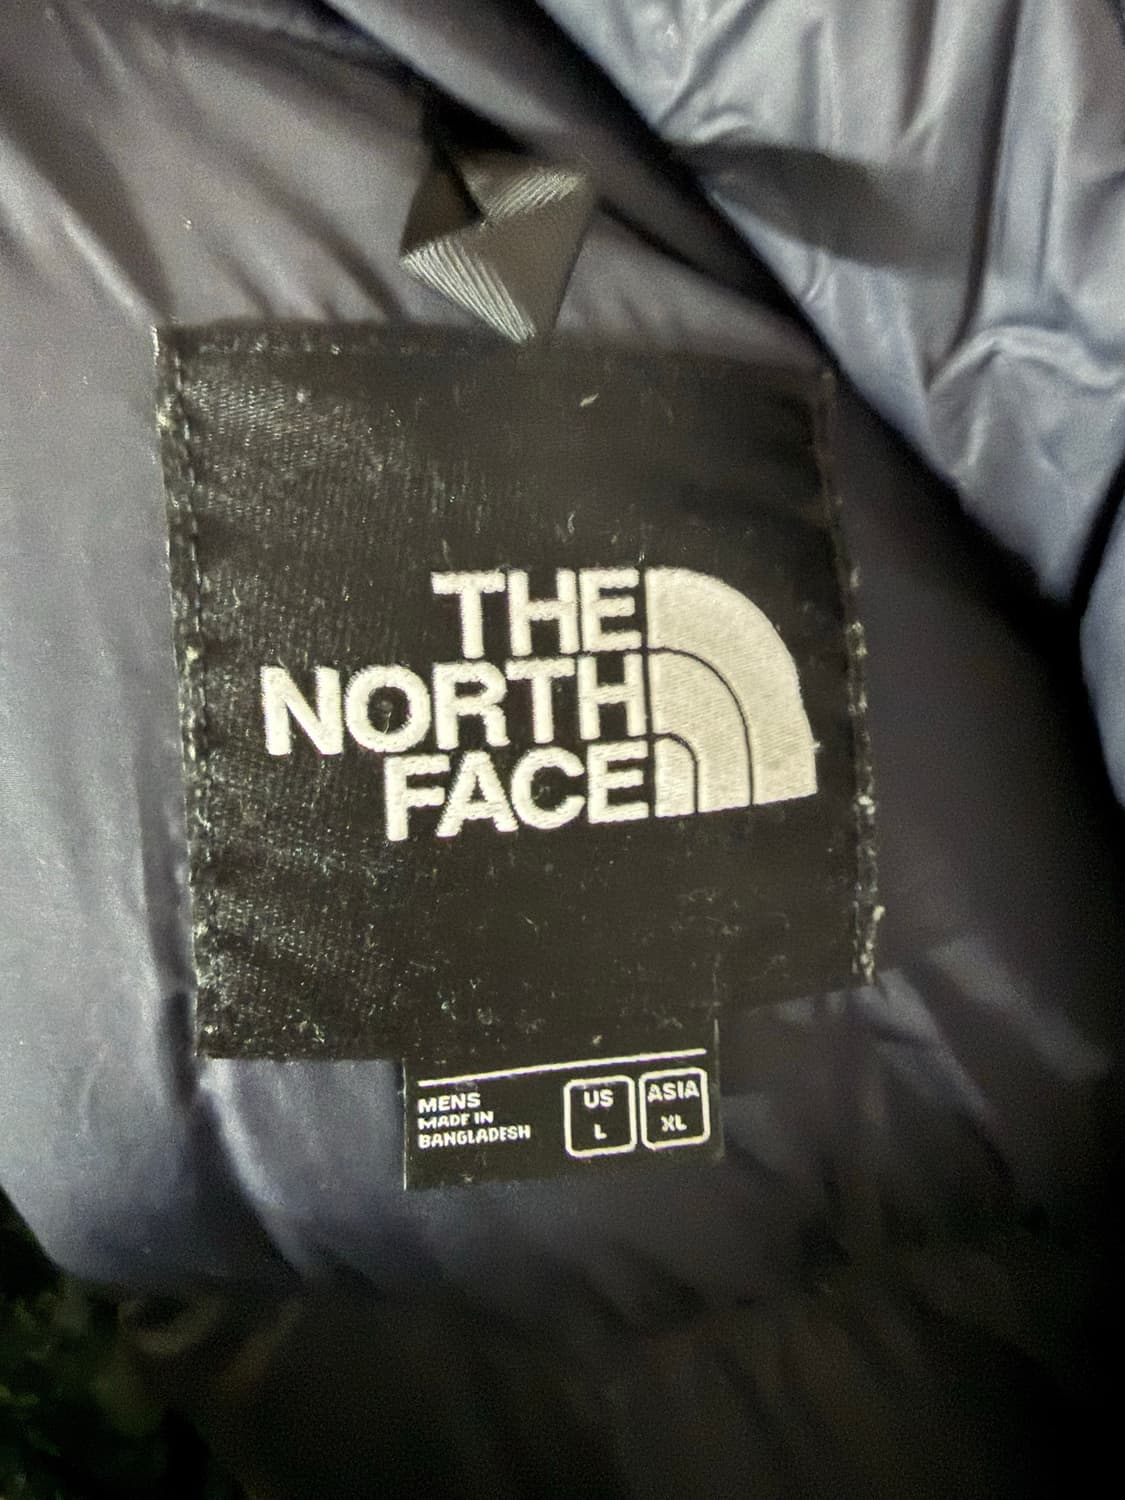 THE
NORTH
FACE
MENS
MADE IN
BANGLADESH
US
L
ASIA
XL